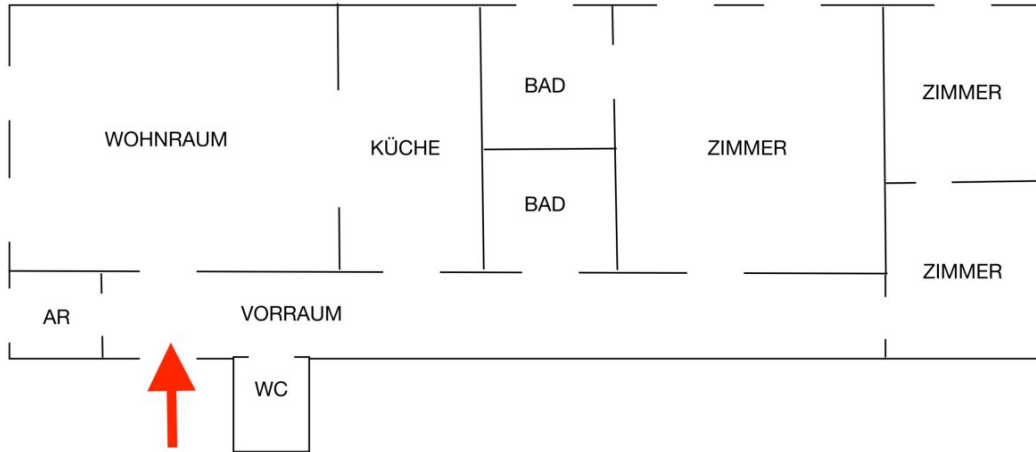 BAD
ZIMMER
WOHNRAUM
KÜCHE
ZIMMER
BAD
ZIMMER
AR
VORRAUM
WC